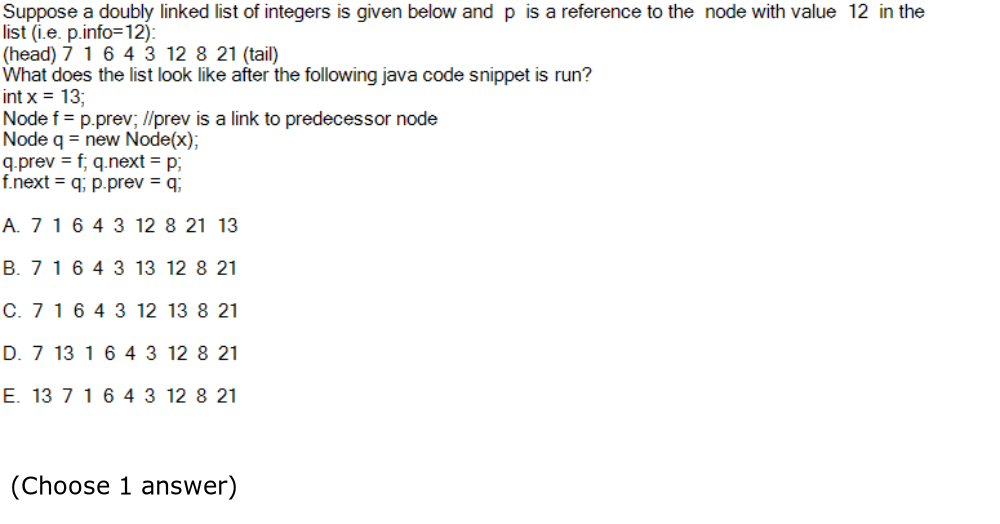 Suppose a doubly linked list of integers is given below and p is a reference to the node with value 12 in the
list (i.e. p.info=12):
(head) 7 1 6 4 3 12 8 21 (tail)
What does the list look like after the following java code snippet is run?
int x = 13;
Node f = p.prev; //prev is a link to predecessor node
Node q = new Node(x);
q.prev = f; q.next = p;
f.next = q; p.prev = q;
A. 7 1 6 4 3 12 8 21 13
B. 7 1 6 4 3 13 12 8 21
C. 7 1 6 4 3 12 13 8 21
D. 7 13 1 6 4 3 12 8 21
E. 13 7 1 6 4 3 12 8 21
(Choose 1 answer)